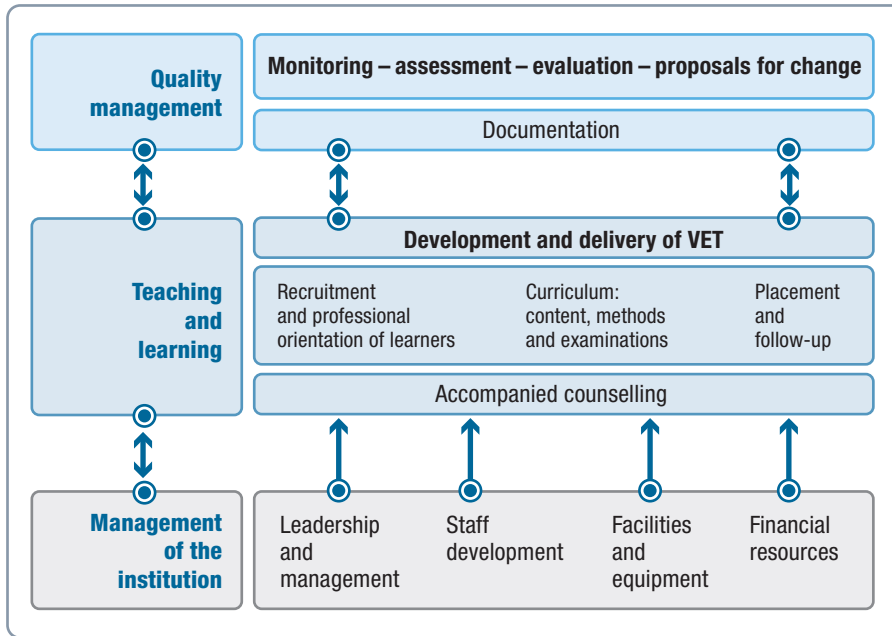 Quality
management
Monitoring – assessment – evaluation – proposals for change
Documentation
Teaching
and
learning
Development and delivery of VET
Recruitment
and professional
orientation of learners
Curriculum:
content, methods
and examinations
Placement
and
follow-up
Accompanied counselling
Management
of the
institution
Leadership
and
management
Staff
development
Facilities
and
equipment
Financial
resources